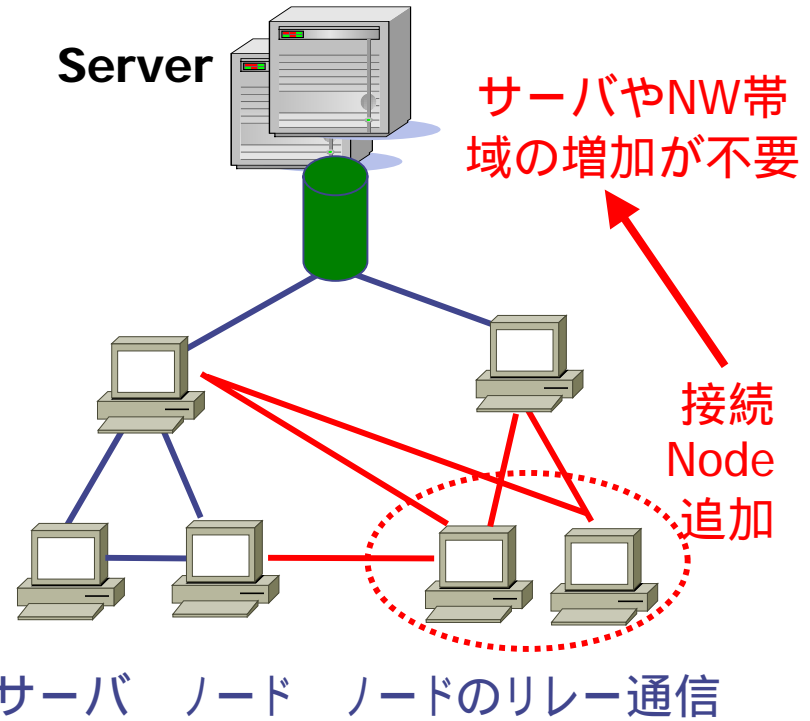 Server
サーバやNW帯
域の増加が不要
接続
Node
追加
サーバ ノード ノードのリレー通信